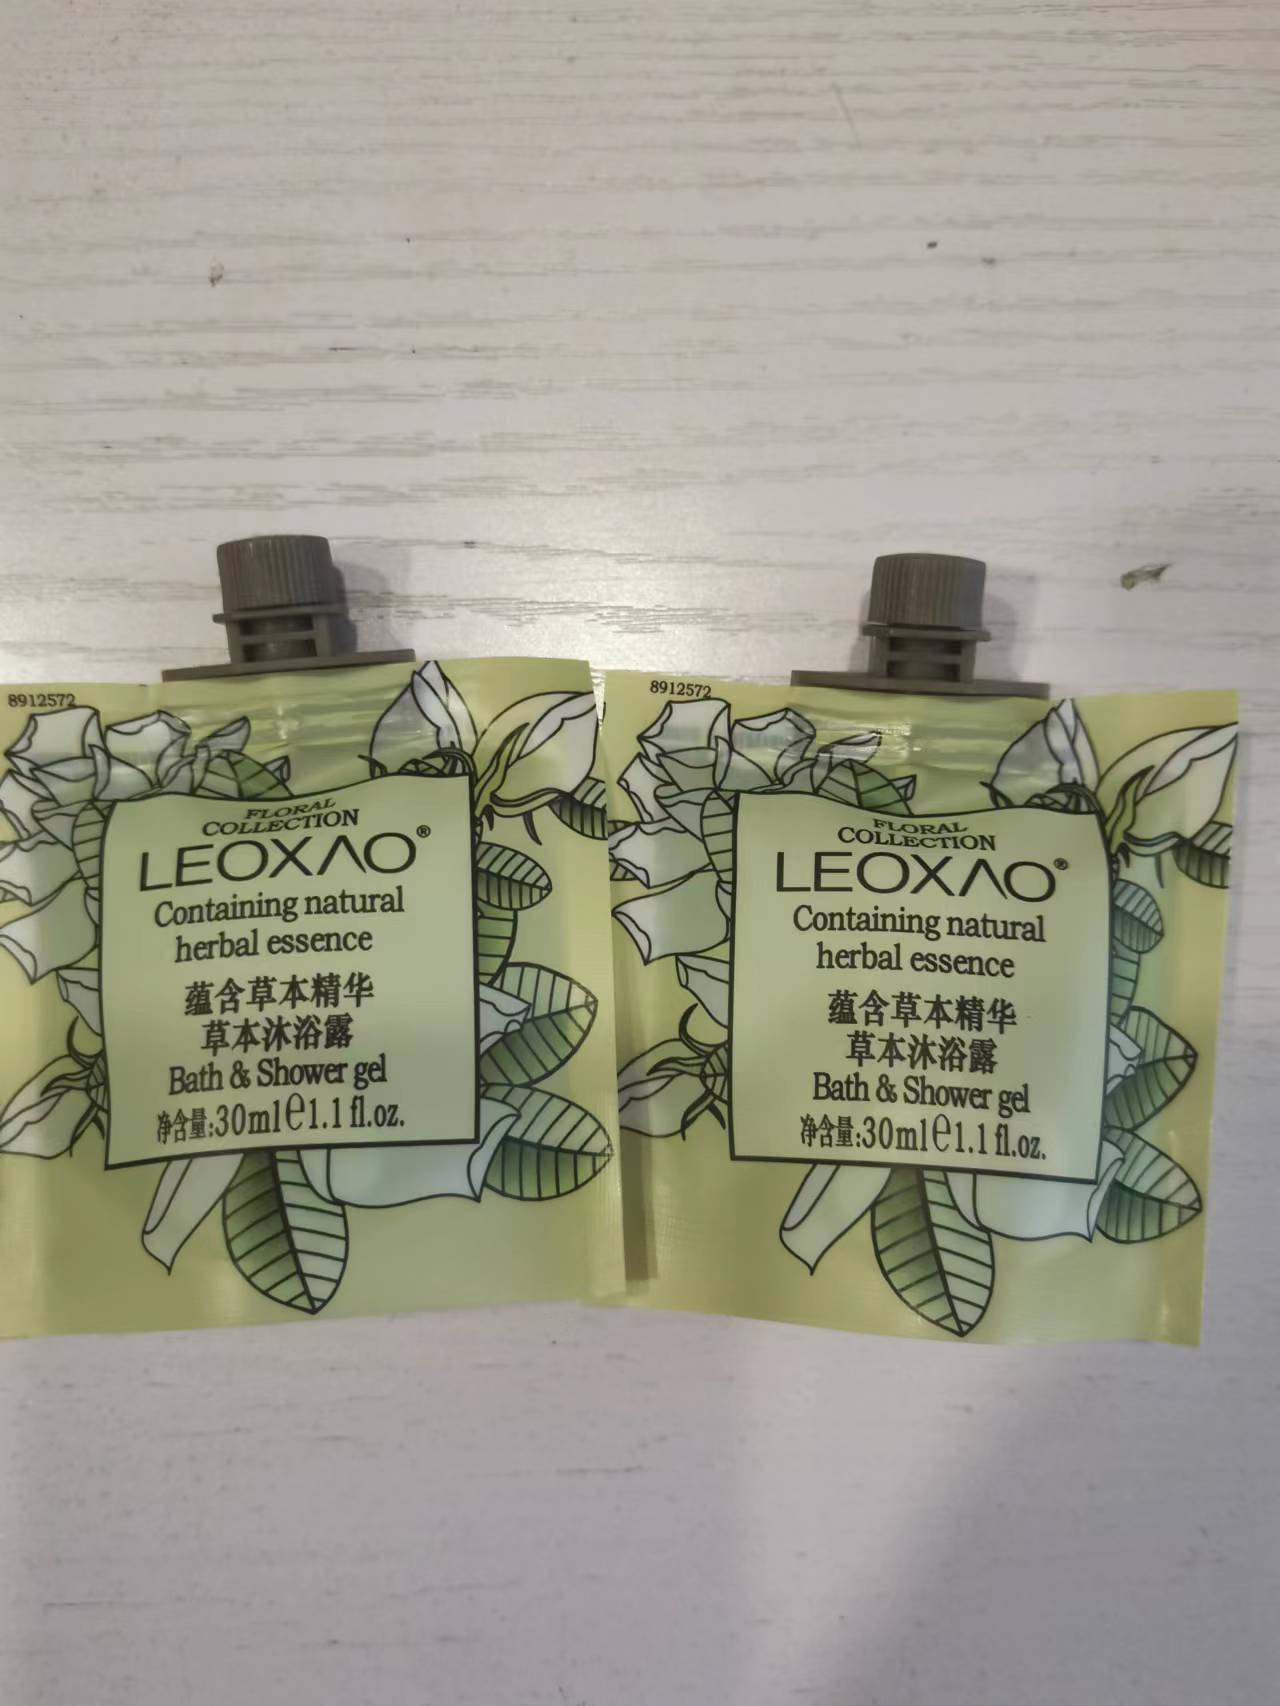 8912572
FLORAL
COLLECTION
LEOXΛO®
Containing natural
herbal essence
蕴含草本精华
草本沐浴露
Bath & Shower gel
净含量:30ml℮1.1 fl.oz.
8912572
FLORAL
COLLECTION
LEOXΛO®
Containing natural
herbal essence
蕴含草本精华
草本沐浴露
Bath & Shower gel
净含量:30ml℮1.1 fl.oz.